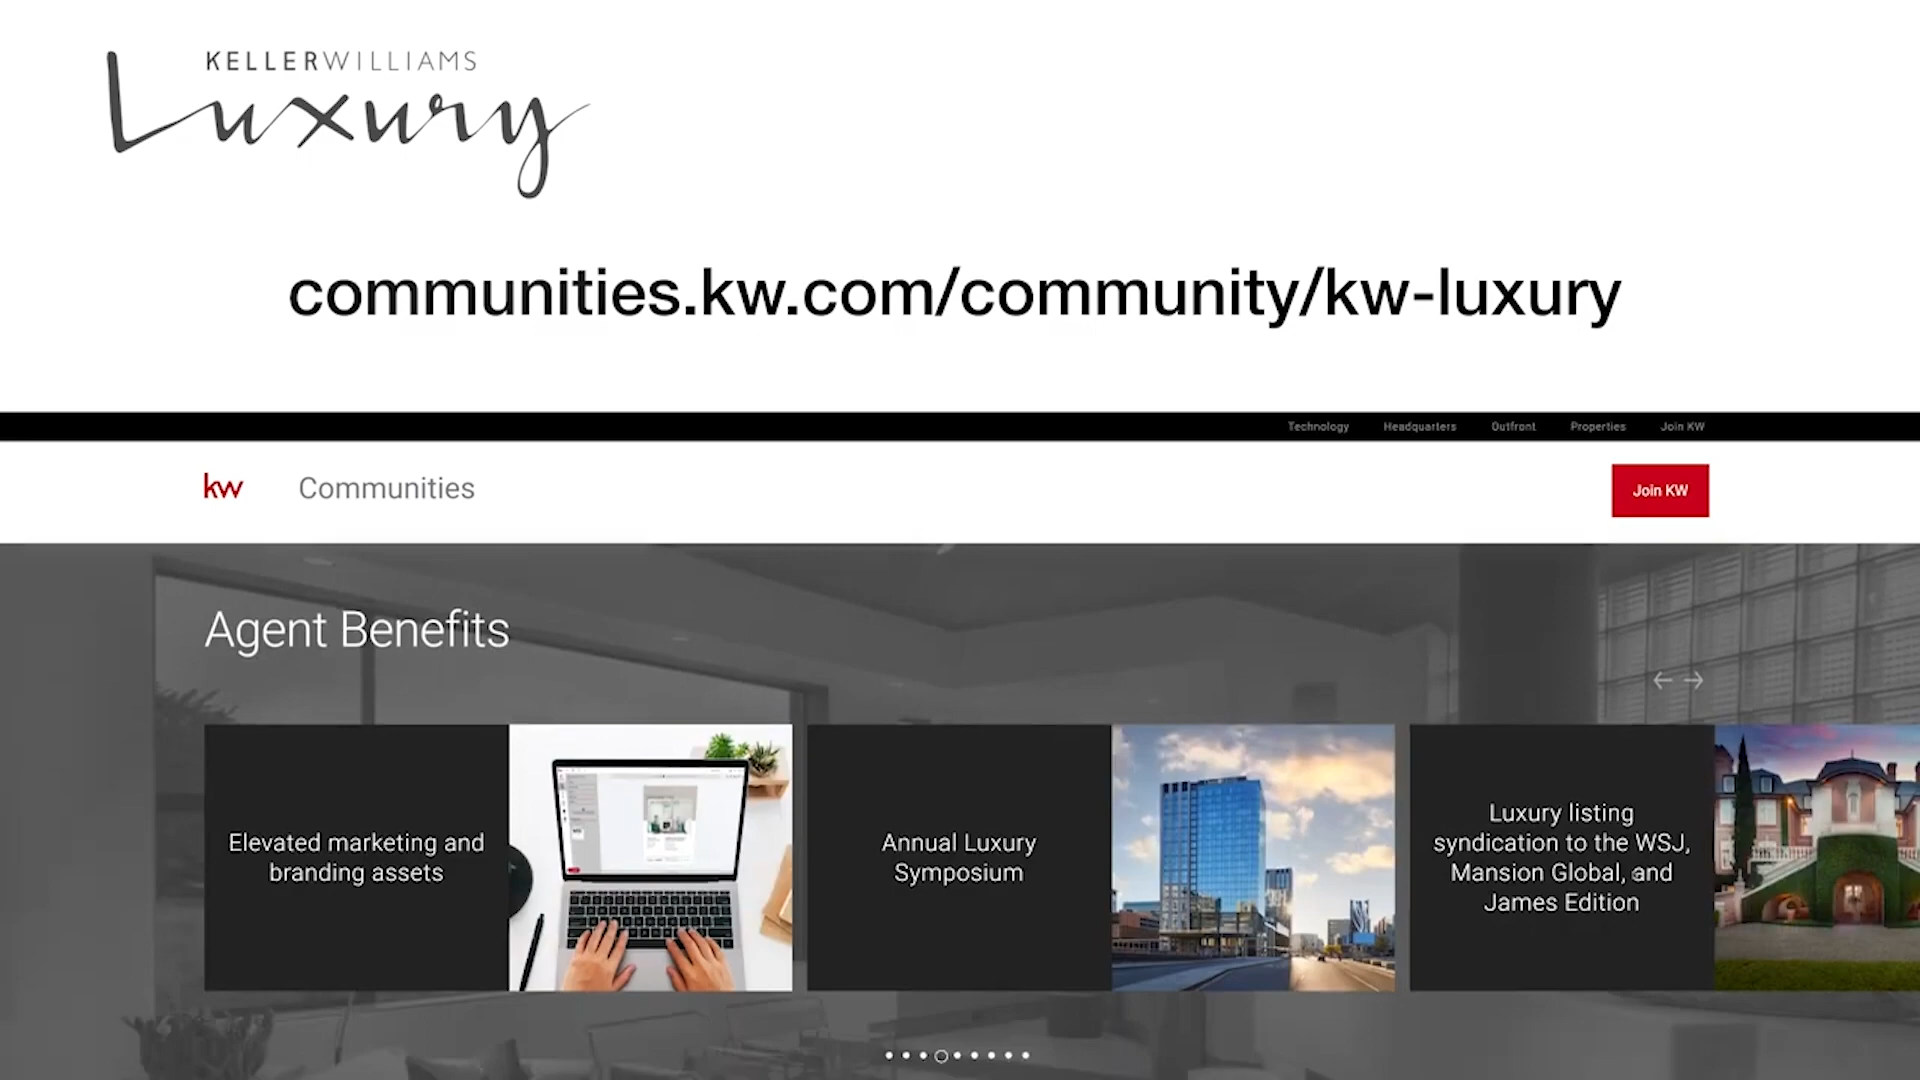 KELLERWILLIAMS
Luxury
communities.kw.com/community/kw-luxury
Technology Headquarters Outfront Properties Join KW
kw Communities Join KW
Agent Benefits
Elevated marketing and
branding assets
Annual Luxury
Symposium
Luxury listing
syndication to the WSJ,
Mansion Global, and
James Edition